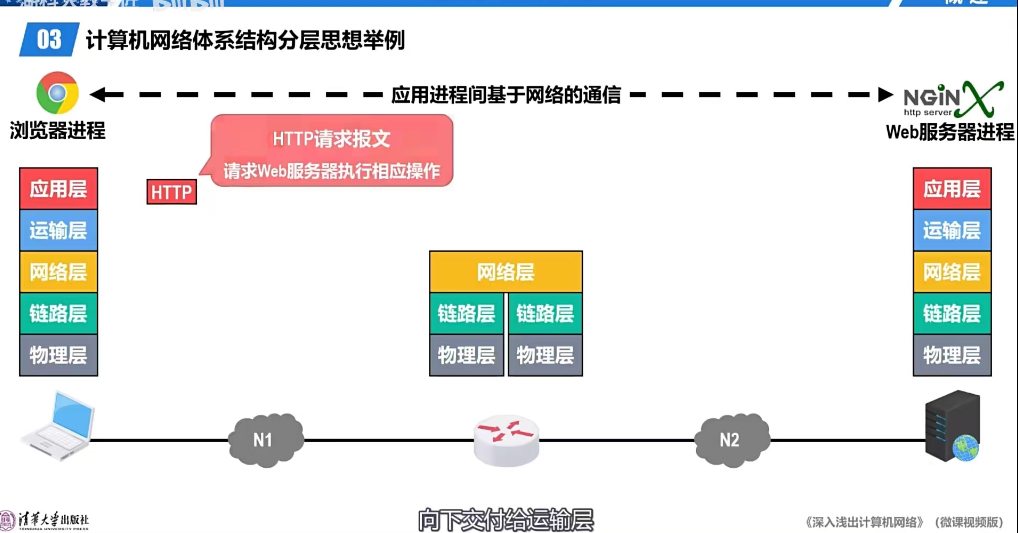 03 计算机网络体系结构分层思想举例
应用进程间基于网络的通信
NGiNX
http server
浏览器进程
Web服务器进程
HTTP请求报文
请求Web服务器执行相应操作
HTTP
应用层
运输层
网络层
链路层
物理层
网络层
链路层 链路层
物理层 物理层
应用层
运输层
网络层
链路层
物理层
N1
N2
清华大学出版社
TSINGHUA UNIVERSITY PRESS
向下交付给运输层
《深入浅出计算机网络》(微课视频版)